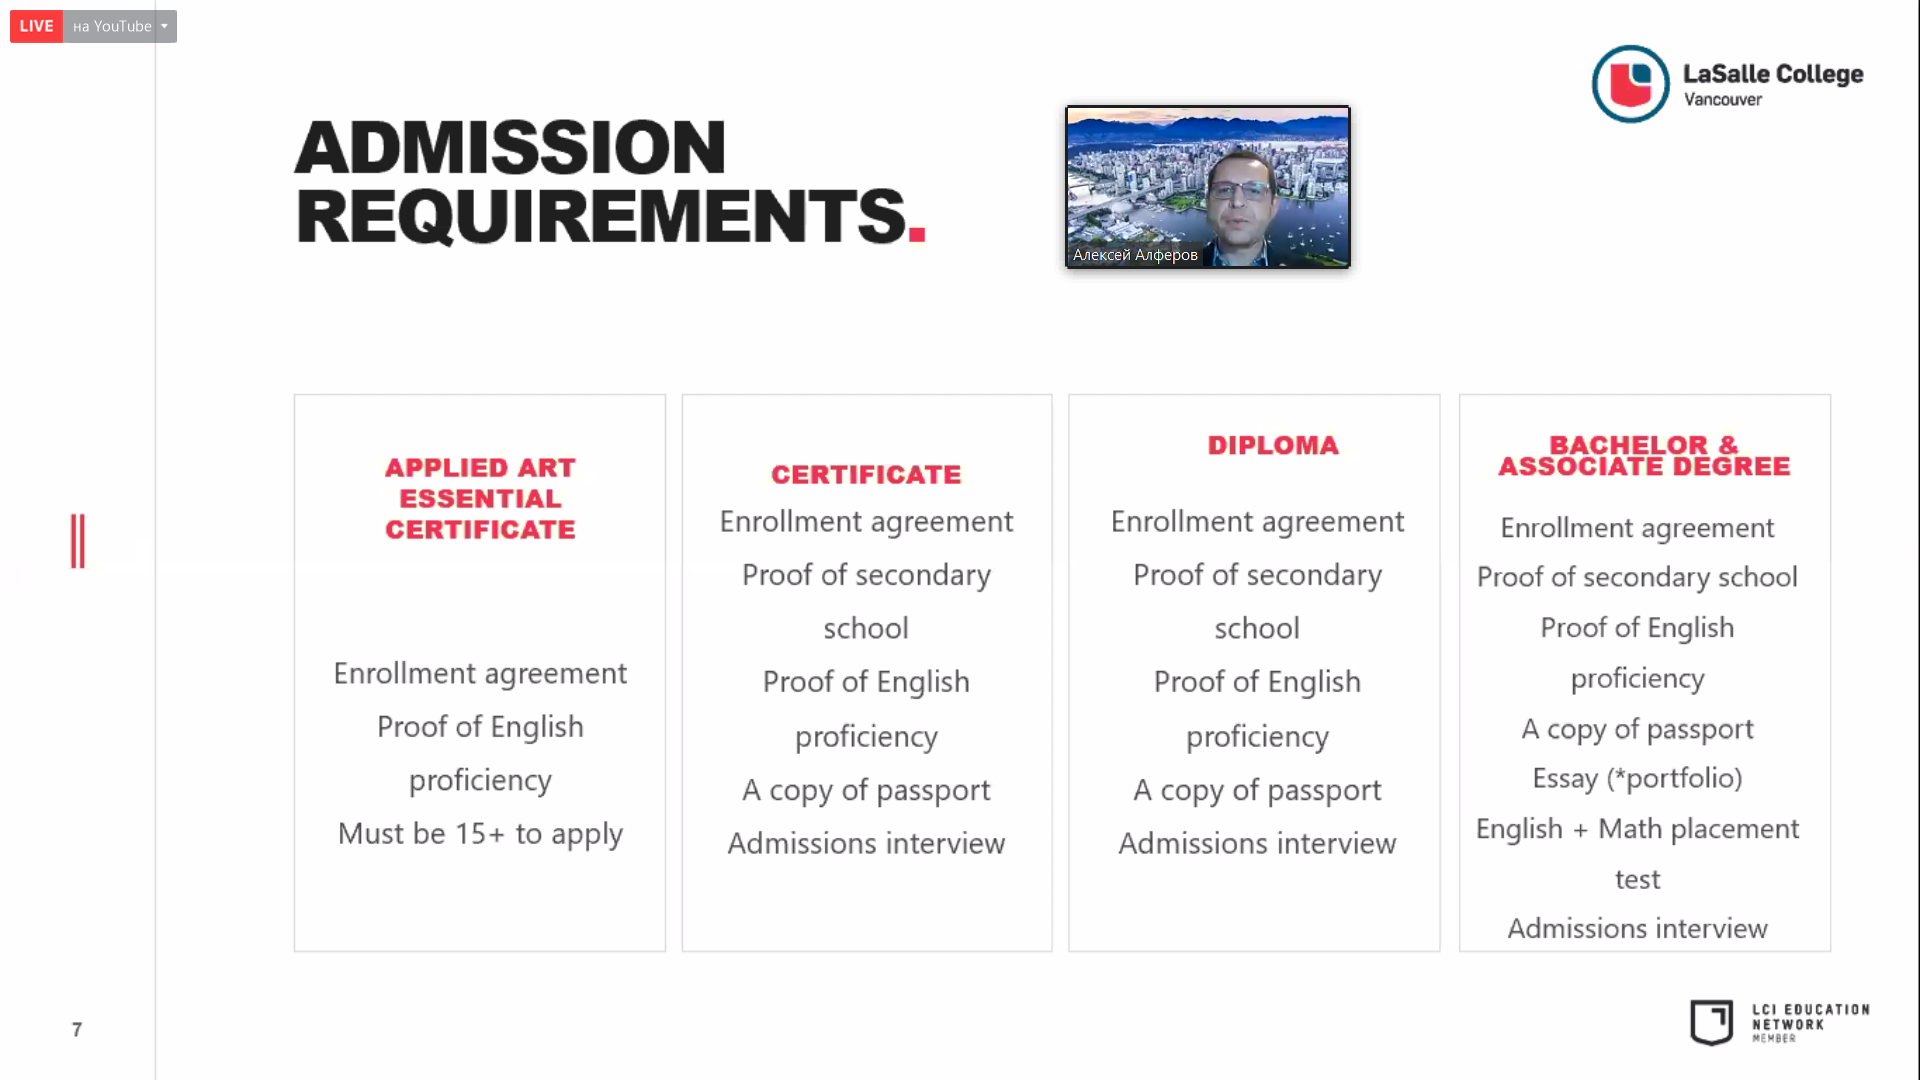 LIVE на YouTube
LaSalle College
Vancouver
ADMISSION
REQUIREMENTS.
Алексей Алферов
APPLIED ART
ESSENTIAL
CERTIFICATE
Enrollment agreement
Proof of English
proficiency
Must be 15+ to apply
CERTIFICATE
Enrollment agreement
Proof of secondary
school
Proof of English
proficiency
A copy of passport
Admissions interview
DIPLOMA
Enrollment agreement
Proof of secondary
school
Proof of English
proficiency
A copy of passport
Admissions interview
BACHELOR &
ASSOCIATE DEGREE
Enrollment agreement
Proof of secondary school
Proof of English
proficiency
A copy of passport
Essay (*portfolio)
English + Math placement
test
Admissions interview
7
LCI EDUCATION
NETWORK
MEMBER